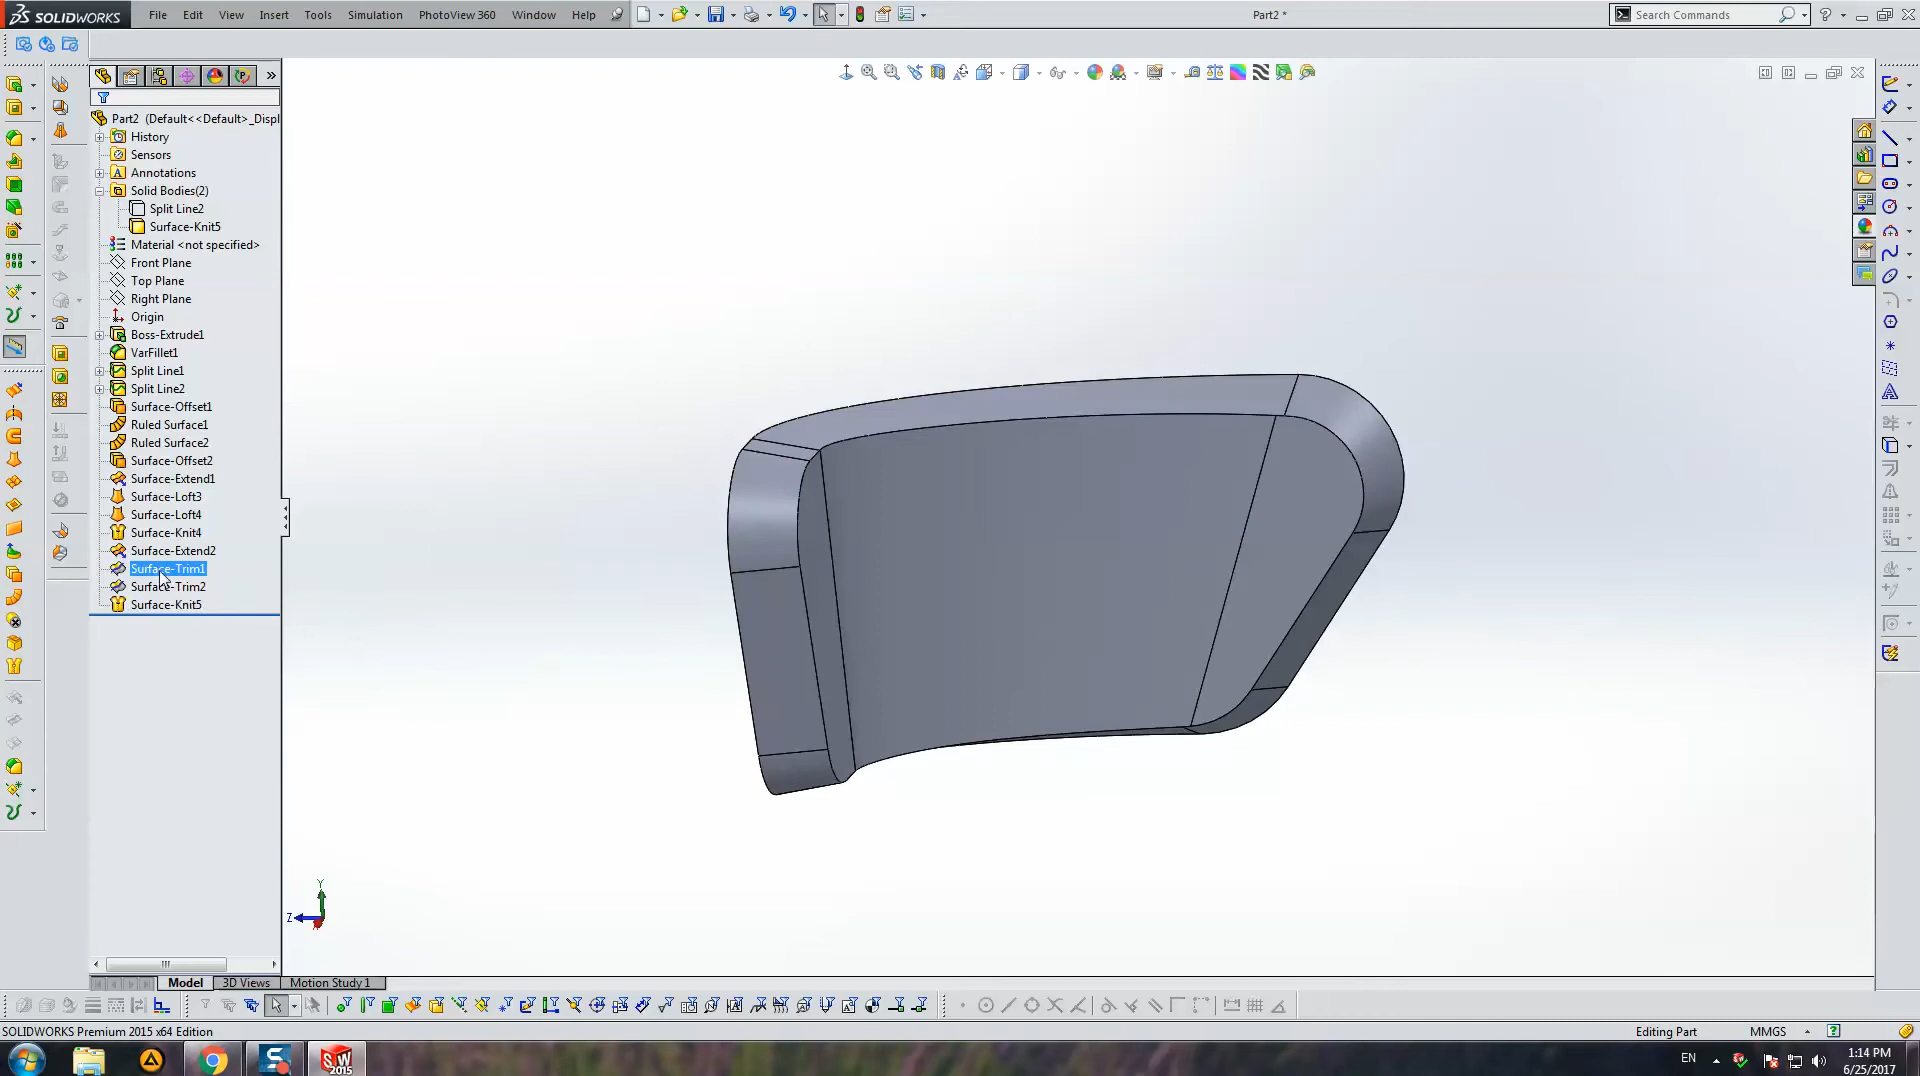 SOLIDWORKS File Edit View Insert Tools Simulation PhotoView 360 Window Help Part2 * Search Commands
Part2 (Default<<Default>_Displ
History
Sensors
Annotations
Solid Bodies(2)
Split Line2
Surface-Knit5
Material <not specified>
Front Plane
Top Plane
Right Plane
Origin
Boss-Extrude1
VarFillet1
Split Line1
Split Line2
Surface-Offset1
Ruled Surface1
Ruled Surface2
Surface-Offset2
Surface-Extend1
Surface-Loft3
Surface-Loft4
Surface-Knit4
Surface-Extend2
Surface-Trim1
Surface-Trim2
Surface-Knit5
Y
Z
Model 3D Views Motion Study 1
SOLIDWORKS Premium 2015 x64 Edition Editing Part MMGS
EN 1:14 PM
6/25/2017